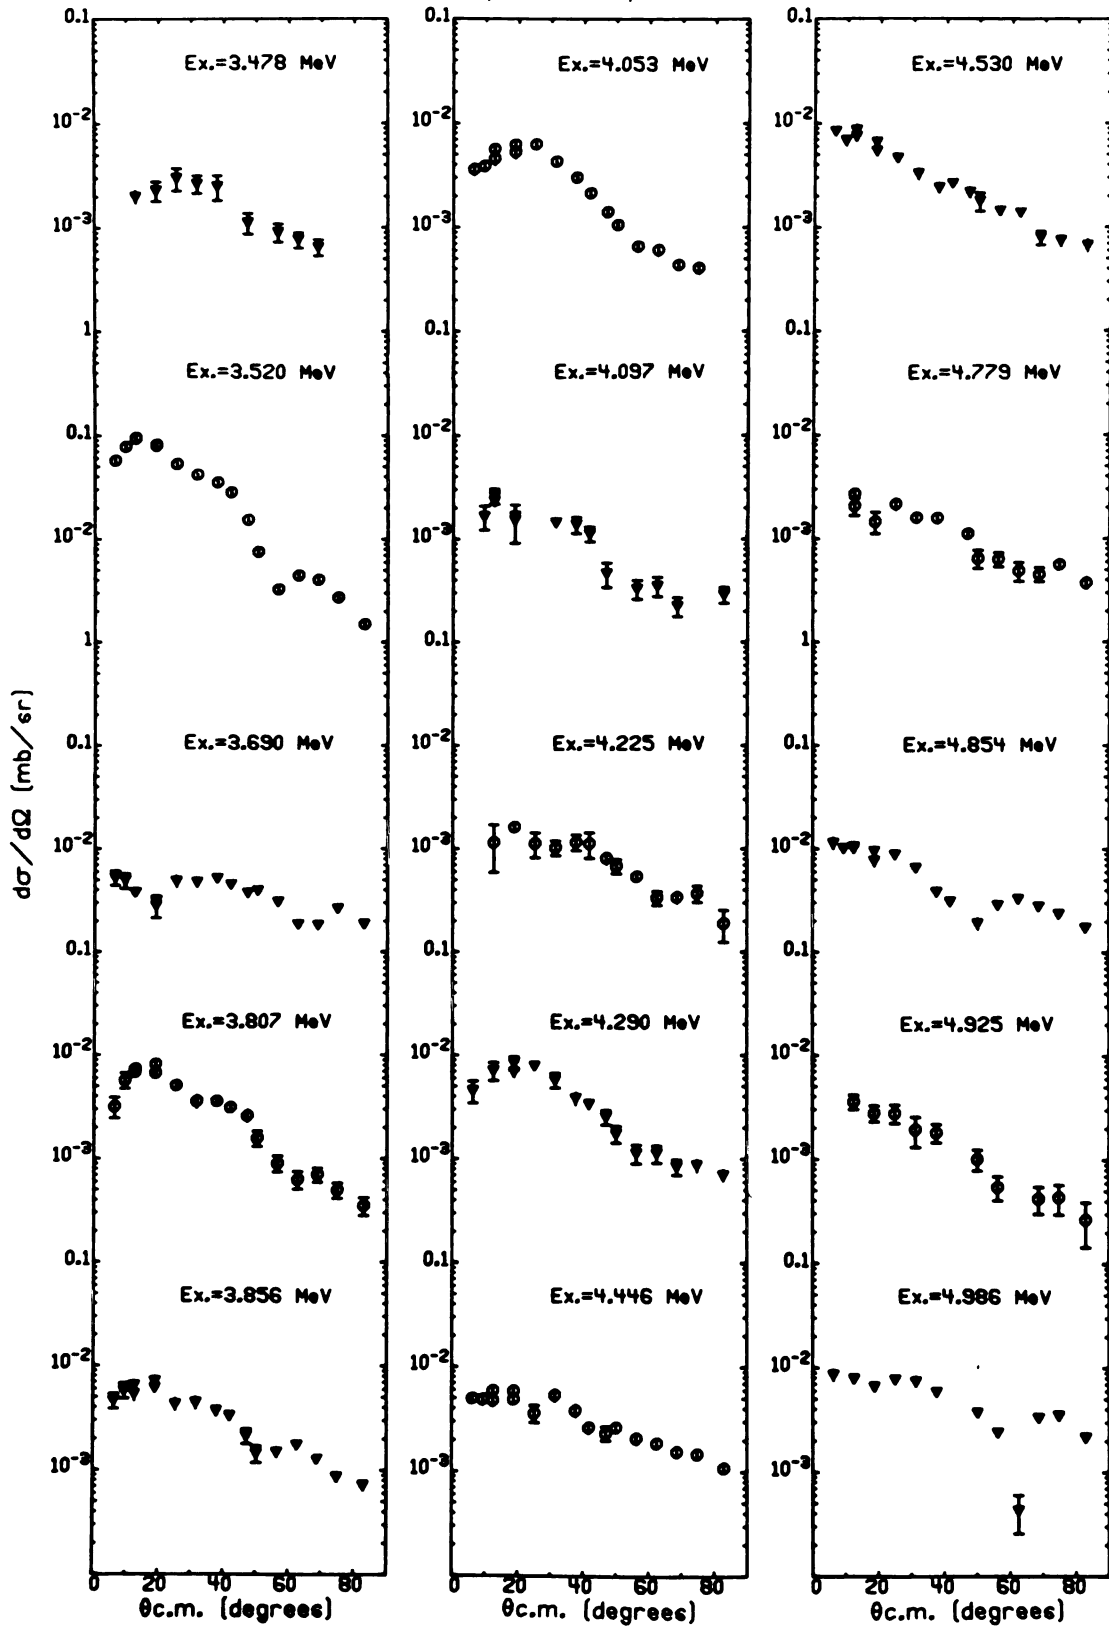 0.1
Ex.=3.478 MeV
10⁻²
10⁻³
1
Ex.=3.520 MeV
0.1
10⁻²
1
Ex.=3.690 MeV
0.1
10⁻²
0.1
Ex.=3.807 MeV
10⁻²
10⁻³
0.1
Ex.=3.856 MeV
10⁻²
10⁻³
0 20 40 60 80
θc.m. (degrees)
dσ/dΩ (mb/sr)
0.1
Ex.=4.053 MeV
10⁻²
10⁻³
0.1
Ex.=4.097 MeV
10⁻²
10⁻³
0.1
Ex.=4.225 MeV
10⁻²
10⁻³
0.1
Ex.=4.290 MeV
10⁻²
10⁻³
0.1
Ex.=4.446 MeV
10⁻²
10⁻³
0 20 40 60 80
θc.m. (degrees)
0.1
Ex.=4.530 MeV
10⁻²
10⁻³
0.1
Ex.=4.779 MeV
10⁻²
10⁻³
1
Ex.=4.854 MeV
0.1
10⁻²
0.1
Ex.=4.925 MeV
10⁻²
10⁻³
0.1
Ex.=4.986 MeV
10⁻²
10⁻³
0 20 40 60 80
θc.m. (degrees)